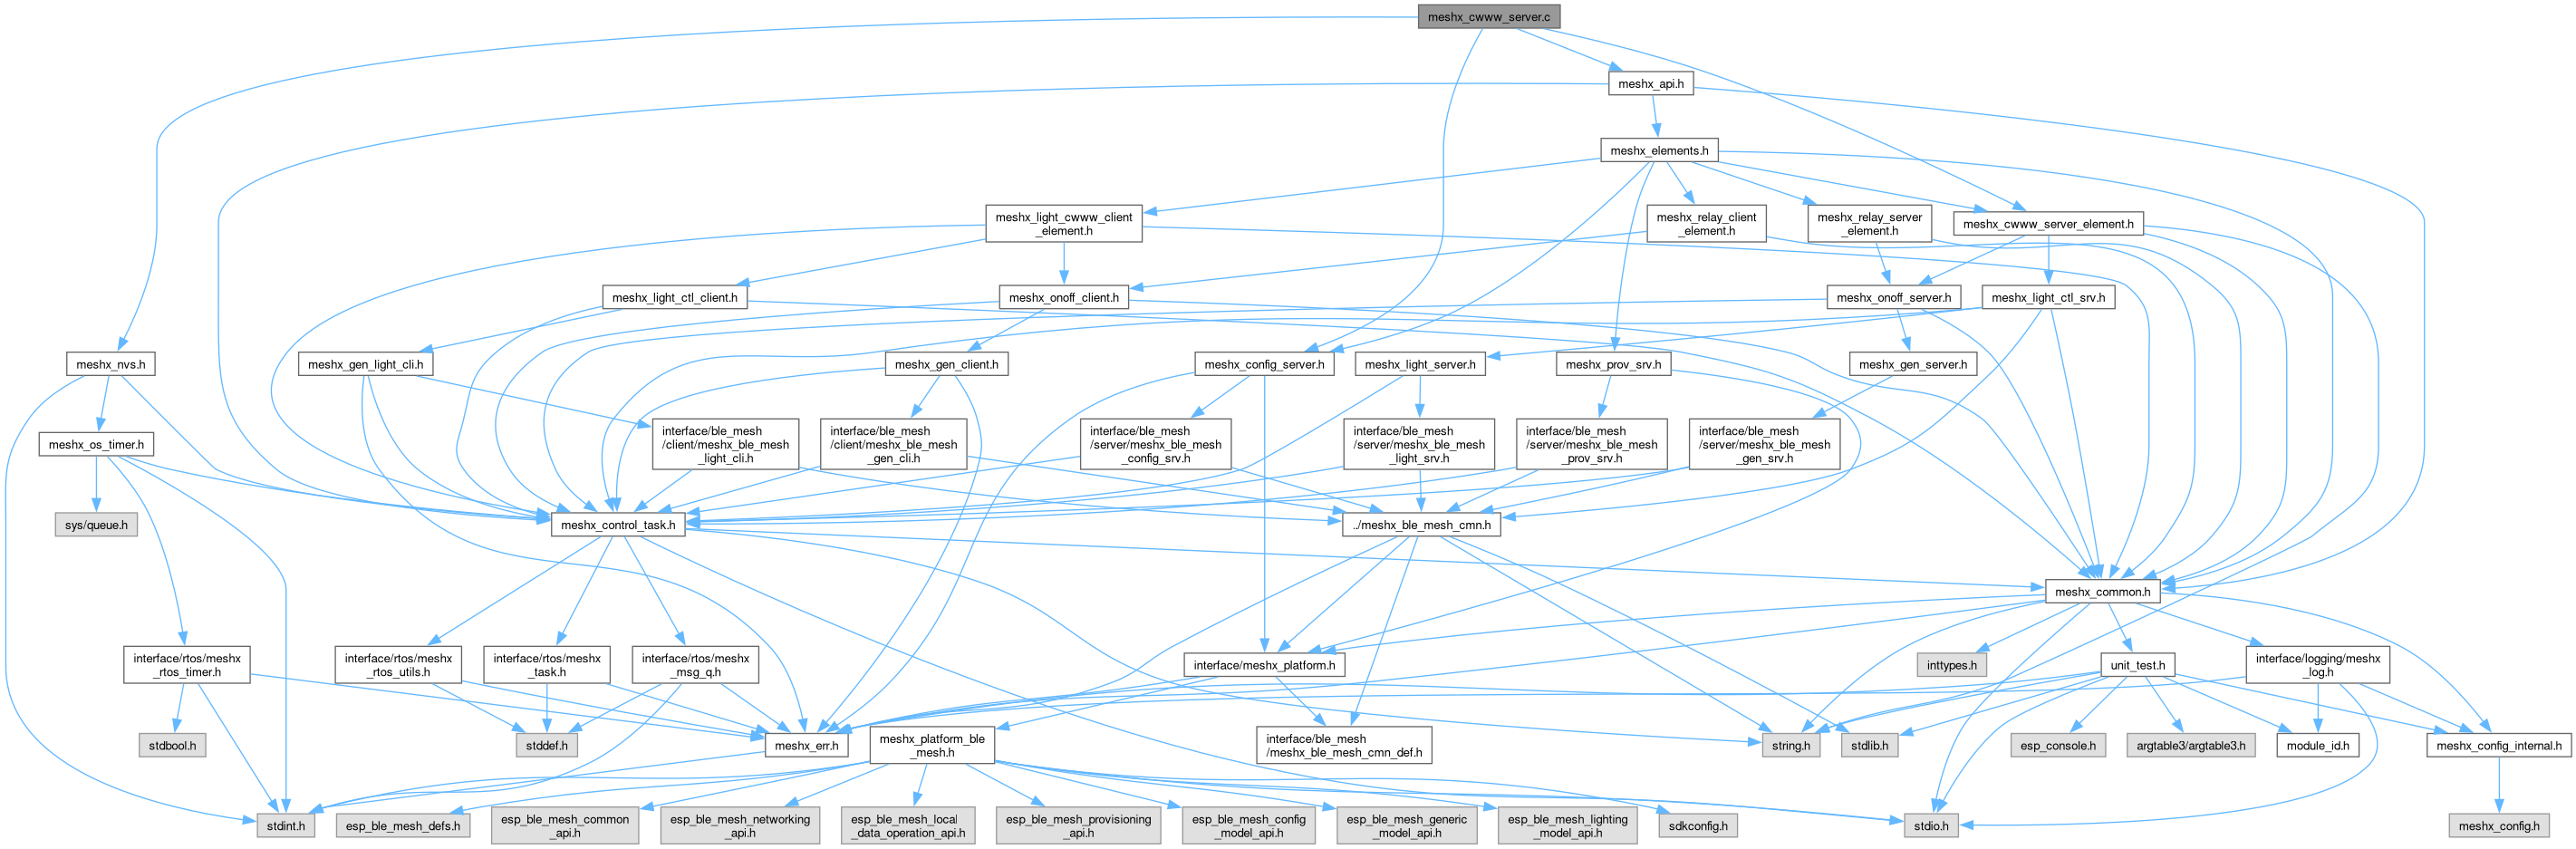 meshx_cwww_server.c
meshx_api.h
meshx_elements.h
meshx_light_cwww_client
_element.h
meshx_relay_client
_element.h
meshx_relay_server
_element.h
meshx_cwww_server_element.h
meshx_light_ctl_client.h
meshx_onoff_client.h
meshx_onoff_server.h
meshx_light_ctl_srv.h
meshx_nvs.h
meshx_gen_light_cli.h
meshx_gen_client.h
meshx_config_server.h
meshx_light_server.h
meshx_prov_srv.h
meshx_gen_server.h
meshx_os_timer.h
interface/ble_mesh
/client/meshx_ble_mesh
_light_cli.h
interface/ble_mesh
/client/meshx_ble_mesh
_gen_cli.h
interface/ble_mesh
/server/meshx_ble_mesh
_config_srv.h
interface/ble_mesh
/server/meshx_ble_mesh
_light_srv.h
interface/ble_mesh
/server/meshx_ble_mesh
_prov_srv.h
interface/ble_mesh
/server/meshx_ble_mesh
_gen_srv.h
sys/queue.h
meshx_control_task.h
../meshx_ble_mesh_cmn.h
meshx_common.h
interface/rtos/meshx
_rtos_timer.h
interface/rtos/meshx
_rtos_utils.h
interface/rtos/meshx
_task.h
interface/rtos/meshx
_msg_q.h
interface/meshx_platform.h
inttypes.h
unit_test.h
interface/logging/meshx
_log.h
stdbool.h
stddef.h
meshx_err.h
meshx_platform_ble
_mesh.h
interface/ble_mesh
/meshx_ble_mesh_cmn_def.h
string.h
stdlib.h
esp_console.h
argtable3/argtable3.h
module_id.h
meshx_config_internal.h
stdint.h
esp_ble_mesh_defs.h
esp_ble_mesh_common
_api.h
esp_ble_mesh_networking
_api.h
esp_ble_mesh_local
_data_operation_api.h
esp_ble_mesh_provisioning
_api.h
esp_ble_mesh_config
_model_api.h
esp_ble_mesh_generic
_model_api.h
esp_ble_mesh_lighting
_model_api.h
sdkconfig.h
stdio.h
meshx_config.h